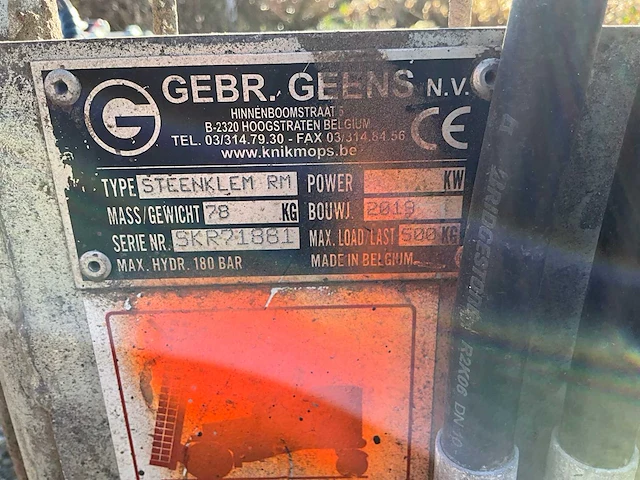 G GEBR. GEENS N.V.
HINNENBOOMSTRAAT
B-2320 HOOGSTRATEN BELGIUM
TEL. 03/314.79.30 - FAX 03/314.84.56
www.knikmops.be
CE
TYPE STEENKLEM RM POWER KW
MASS/GEWICHT 78 KG BOUWJ. 2019
SERIE NR. SKR71881 MAX. LOAD/LAST 500 KG
MAX. HYDR. 180 BAR MADE IN BELGIUM
R2K06 DN